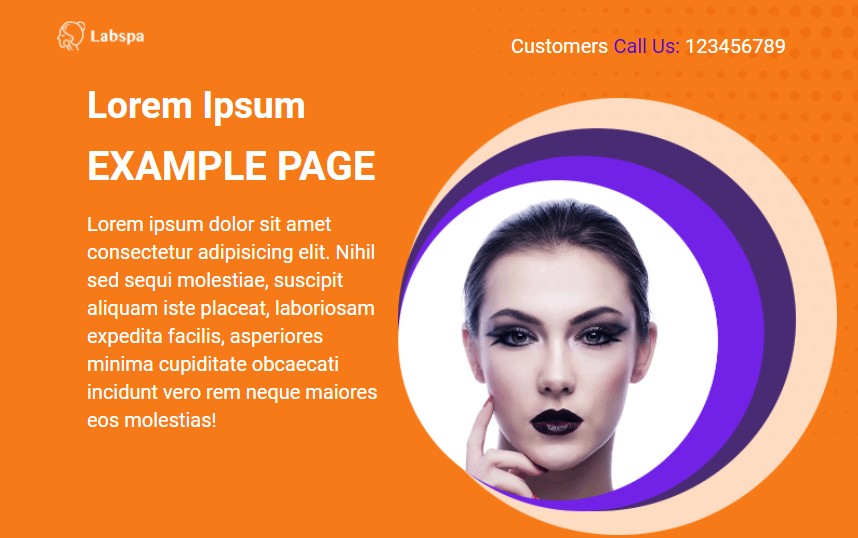 Labspa
Customers Call Us: 123456789
Lorem Ipsum
EXAMPLE PAGE
Lorem ipsum dolor sit amet
consectetur adipisicing elit. Nihil
sed sequi molestiae, suscipit
aliquam iste placeat, laboriosam
expedita facilis, asperiores
minima cupiditate obcaecati
incidunt vero rem neque maiores
eos molestias!